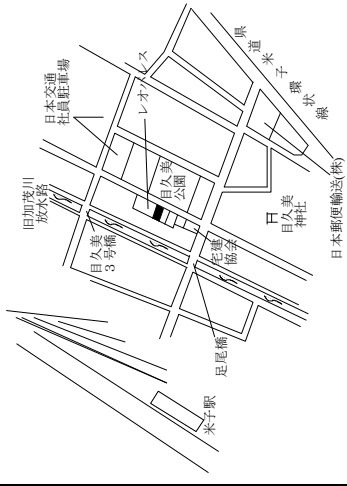 県道米子環状線
日本交通
社員駐車場
レオパレス
旧加茂川
放水路
目久美
公園
目久美
3号橋
目久美
神社
日本郵便輸送(株)
宅建
協会
足尾橋
米子駅